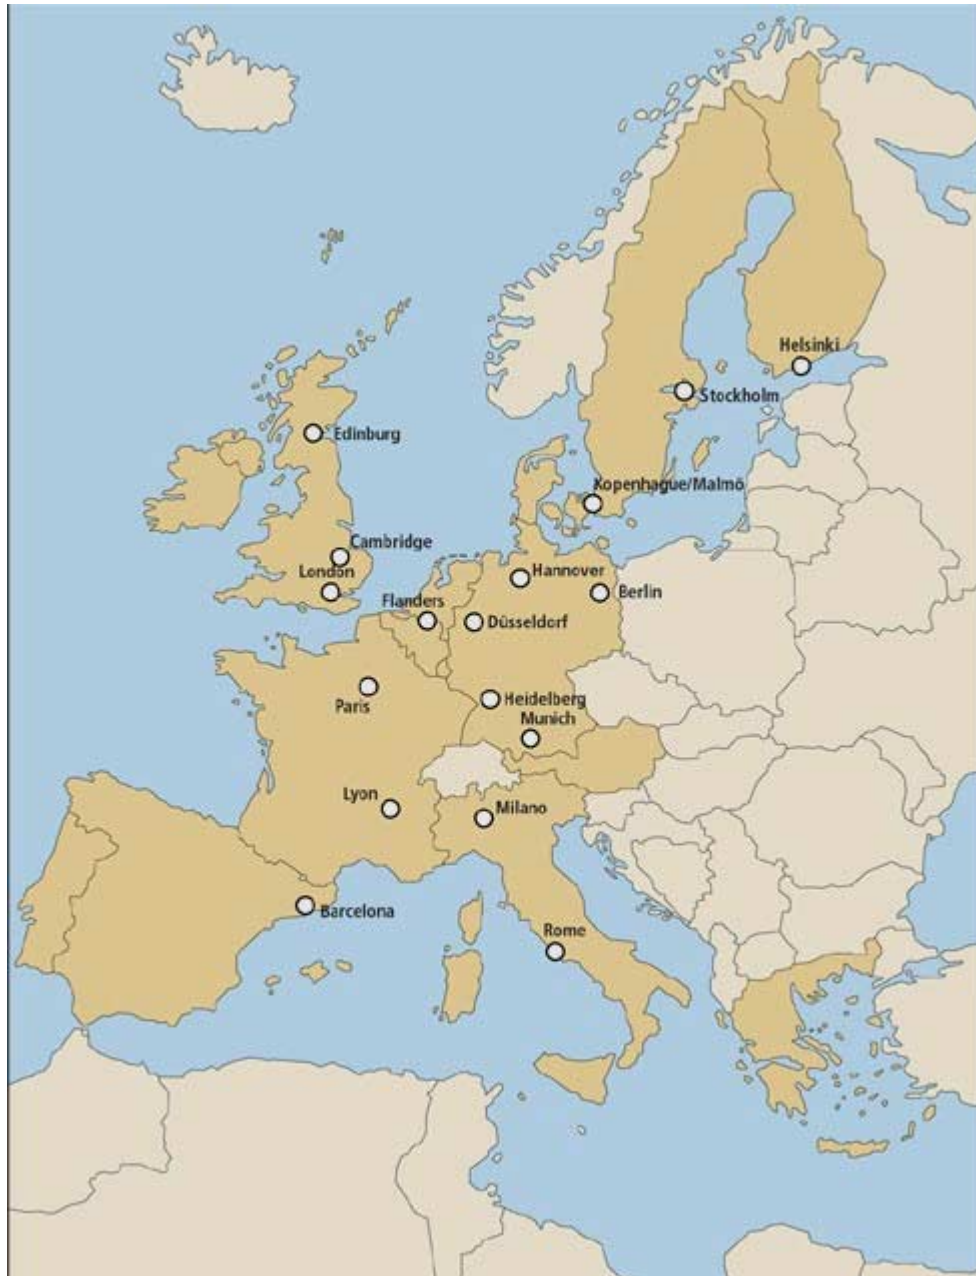 Helsinki
Stockholm
Edinburg
Kopenhague/Malmö
Cambridge
London
Hannover
Berlin
Flanders
Düsseldorf
Paris
Heidelberg
Munich
Lyon
Milano
Barcelona
Rome